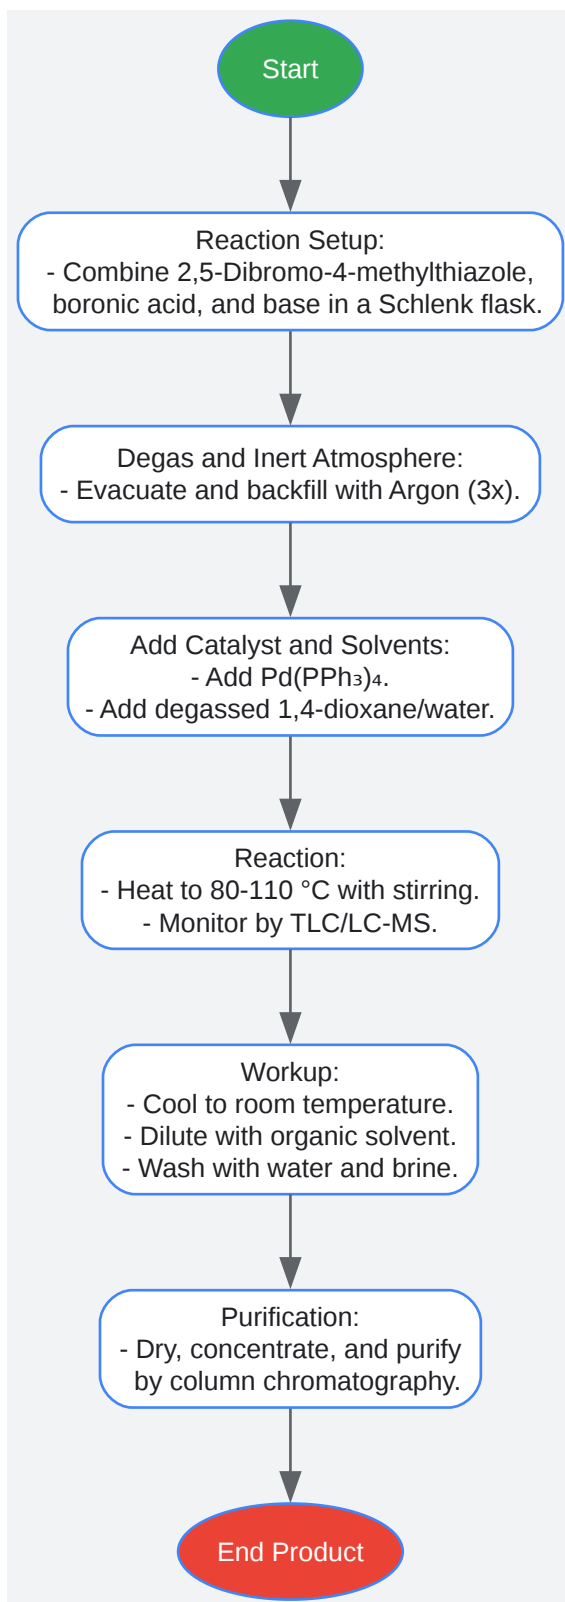 Start
Reaction Setup:
- Combine 2,5-Dibromo-4-methylthiazole,
boronic acid, and base in a Schlenk flask.
Degas and Inert Atmosphere:
- Evacuate and backfill with Argon (3x).
Add Catalyst and Solvents:
- Add Pd(PPh₃)₄.
- Add degassed 1,4-dioxane/water.
Reaction:
- Heat to 80-110 °C with stirring.
- Monitor by TLC/LC-MS.
Workup:
- Cool to room temperature.
- Dilute with organic solvent.
- Wash with water and brine.
Purification:
- Dry, concentrate, and purify
by column chromatography.
End Product